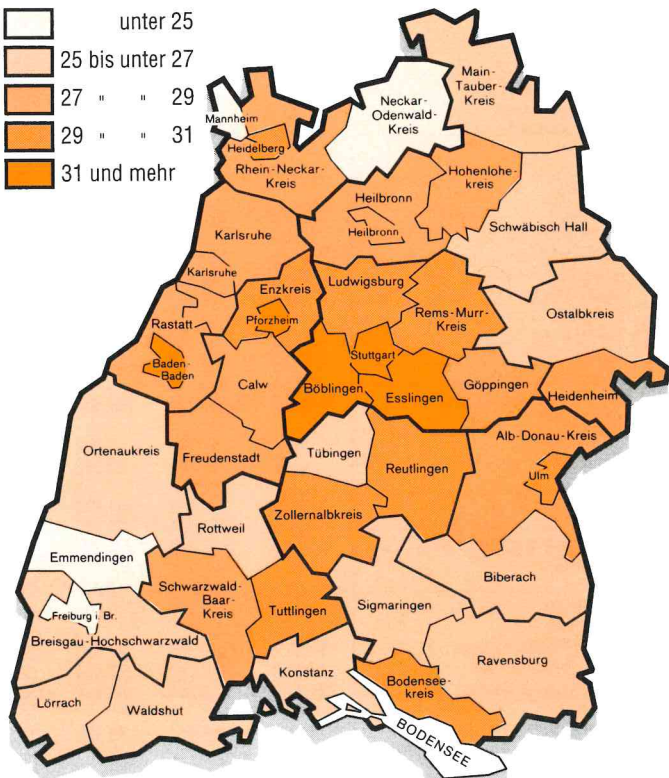 unter 25
25 bis unter 27
27 " " 29
29 " " 31
31 und mehr
Main-
Tauber-
Kreis
Neckar-
Odenwald-
Kreis
Mannheim
Heidelberg
Rhein-Neckar-
Kreis
Hohenlohe-
kreis
Heilbronn
Heilbronn
Schwäbisch Hall
Karlsruhe
Karlsruhe
Enzkreis
Pforzheim
Ludwigsburg
Rems-Murr-
Kreis
Ostalbkreis
Rastatt
Baden-
Baden
Calw
Stuttgart
Böblingen
Esslingen
Göppingen
Heidenheim
Ortenaukreis
Freudenstadt
Tübingen
Reutlingen
Alb-Donau-Kreis
Ulm
Rottweil
Zollernalbkreis
Emmendingen
Schwarzwald-
Baar-
Kreis
Tuttlingen
Sigmaringen
Biberach
Freiburg i. Br.
Breisgau-Hochschwarzwald
Konstanz
Bodensee-
kreis
Ravensburg
Lörrach
Waldshut
BODENSEE